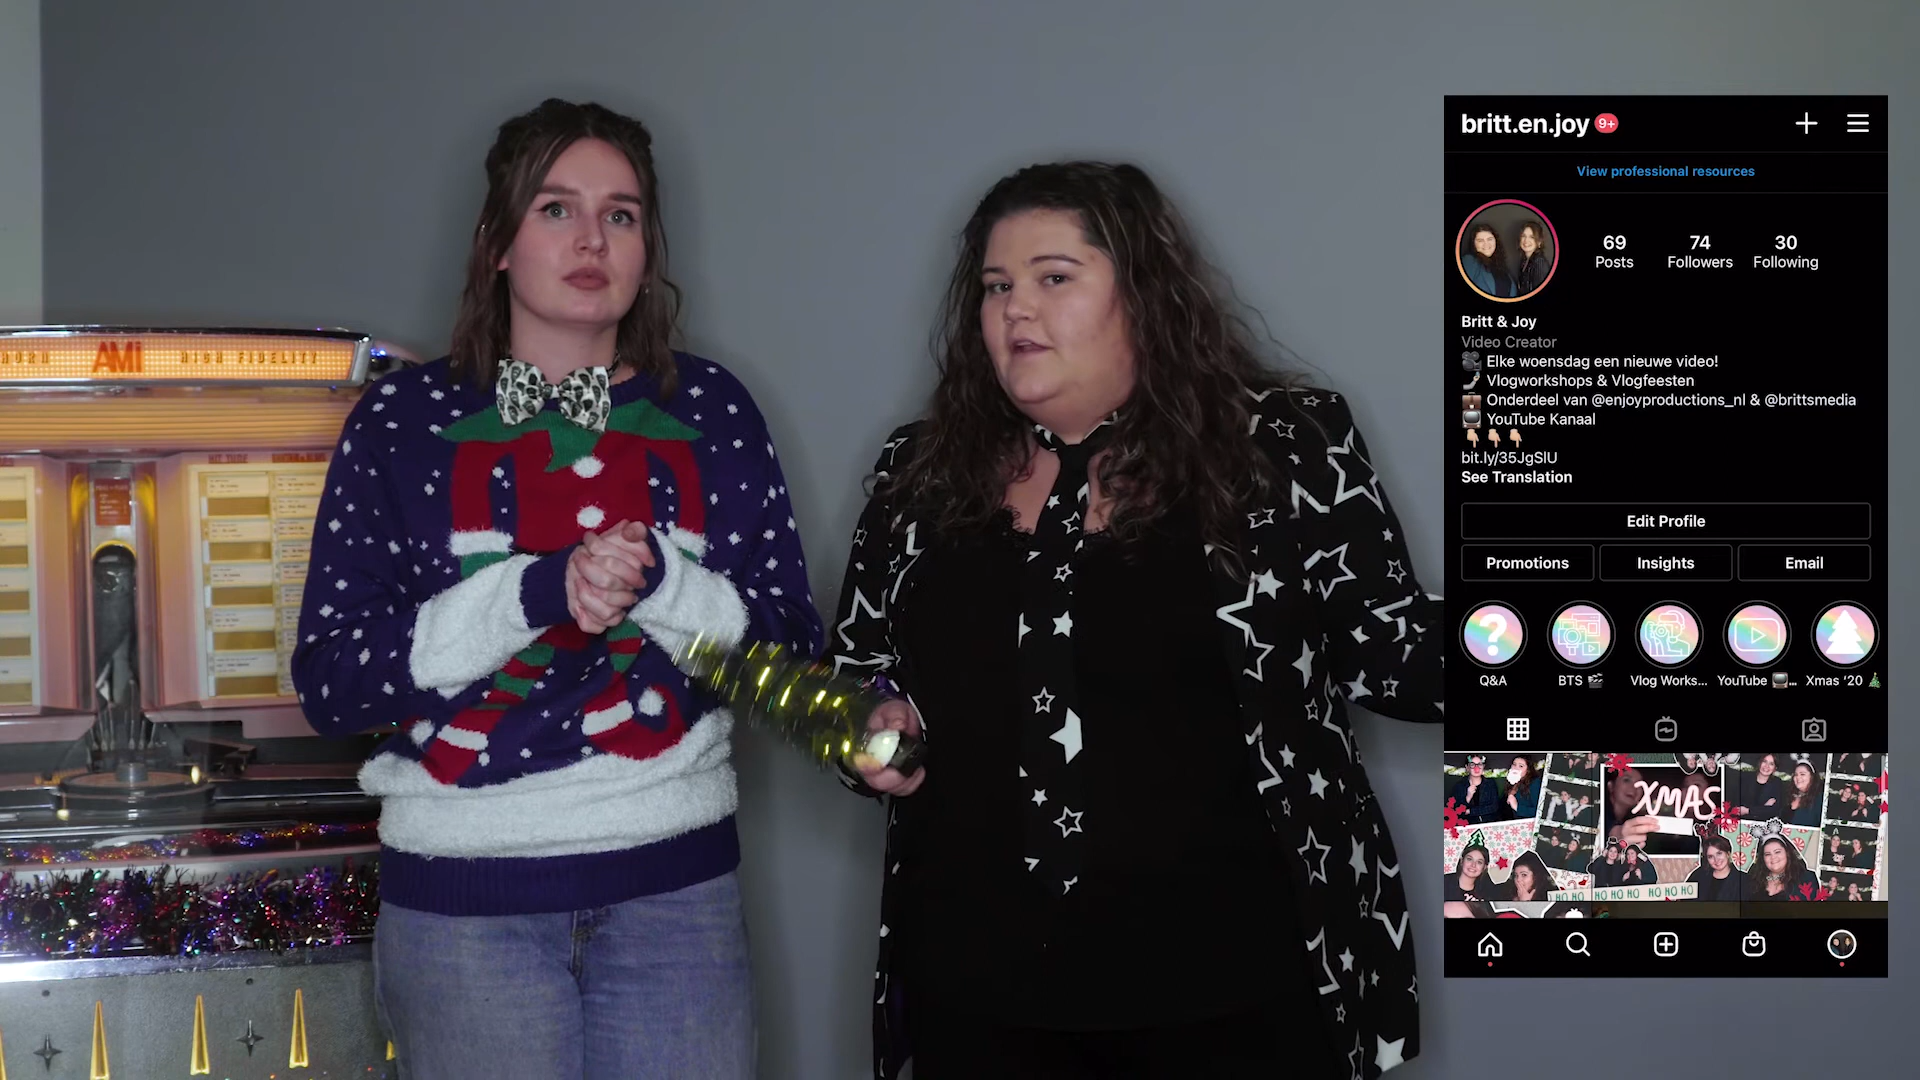 AMi
HIGH FIDELITY
britt.en.joy 9+
View professional resources
69 74 30
Posts Followers Following
Britt & Joy
Video Creator
Elke woensdag een nieuwe video!
Vlogworkshops & Vlogfeesten
Onderdeel van @enjoyproductions_nl & @brittsmedia
YouTube Kanaal
bit.ly/35JgSlU
See Translation
Edit Profile
Promotions Insights Email
Q&A BTS Vlog Works... YouTube ... Xmas ‘20
XMAS
HO HO HO HO HO HO